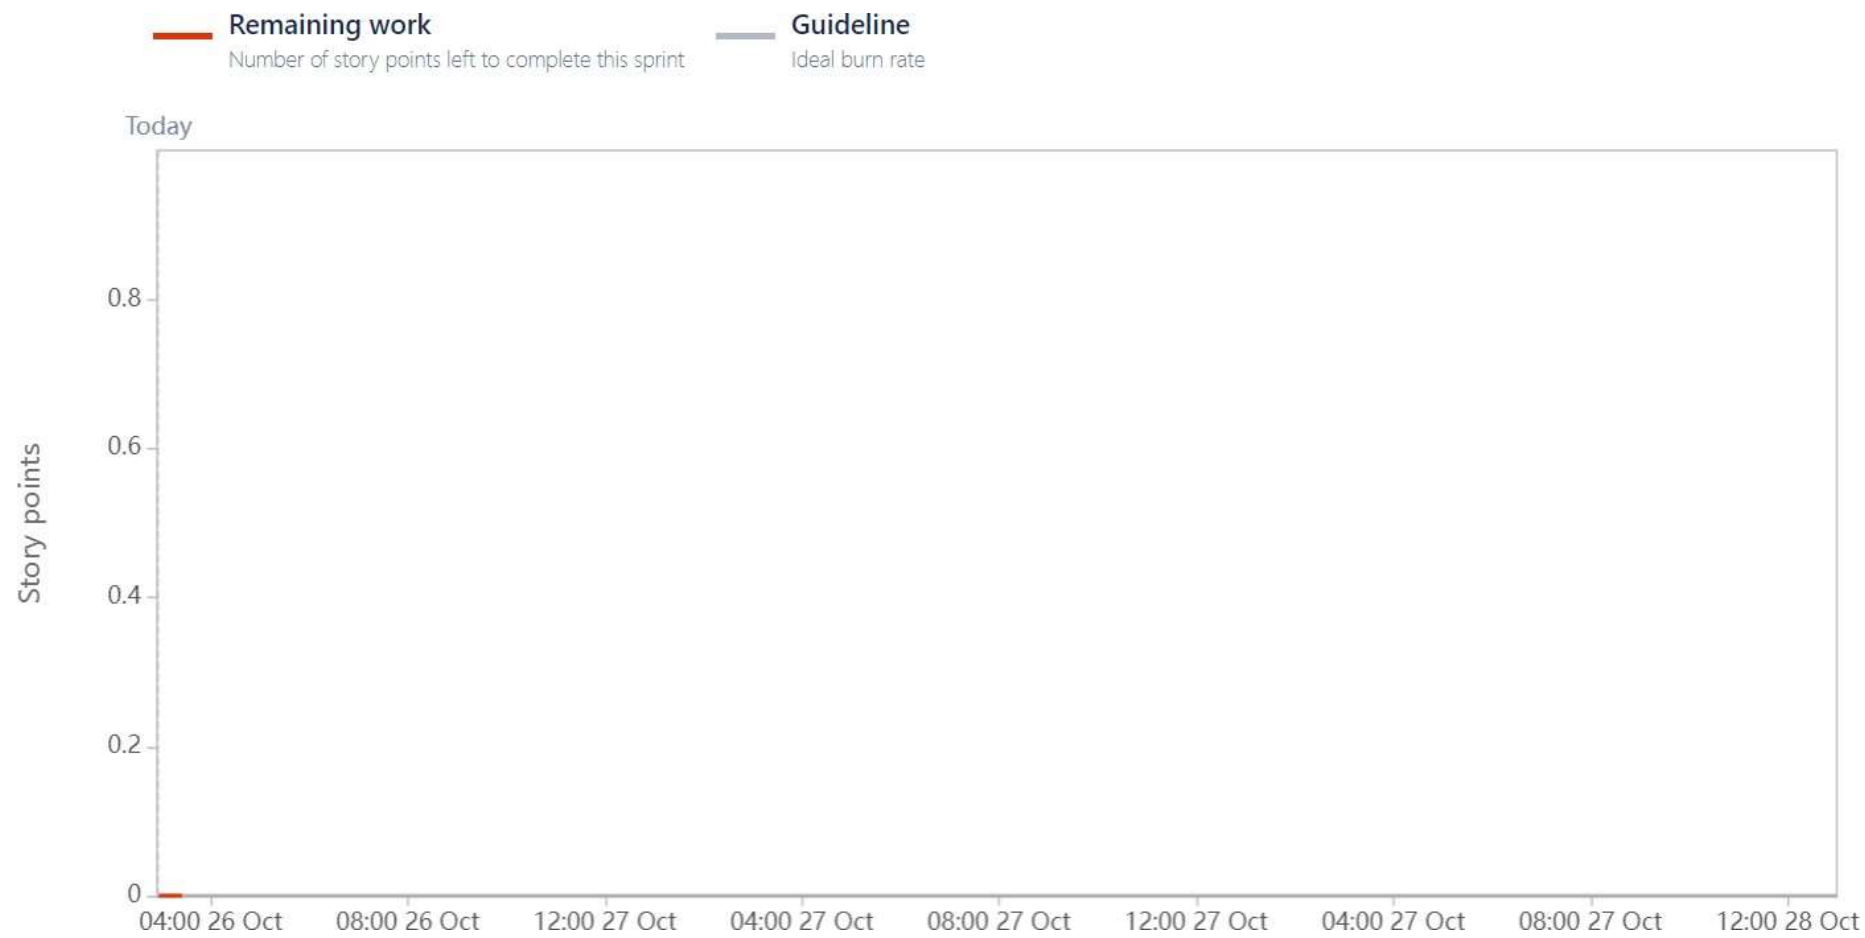 Remaining work
Number of story points left to complete this sprint
Guideline
Ideal burn rate
Today
0.8
0.6
0.4
0.2
0
Story points
04:00 26 Oct
08:00 26 Oct
12:00 27 Oct
04:00 27 Oct
08:00 27 Oct
12:00 27 Oct
04:00 27 Oct
08:00 27 Oct
12:00 28 Oct